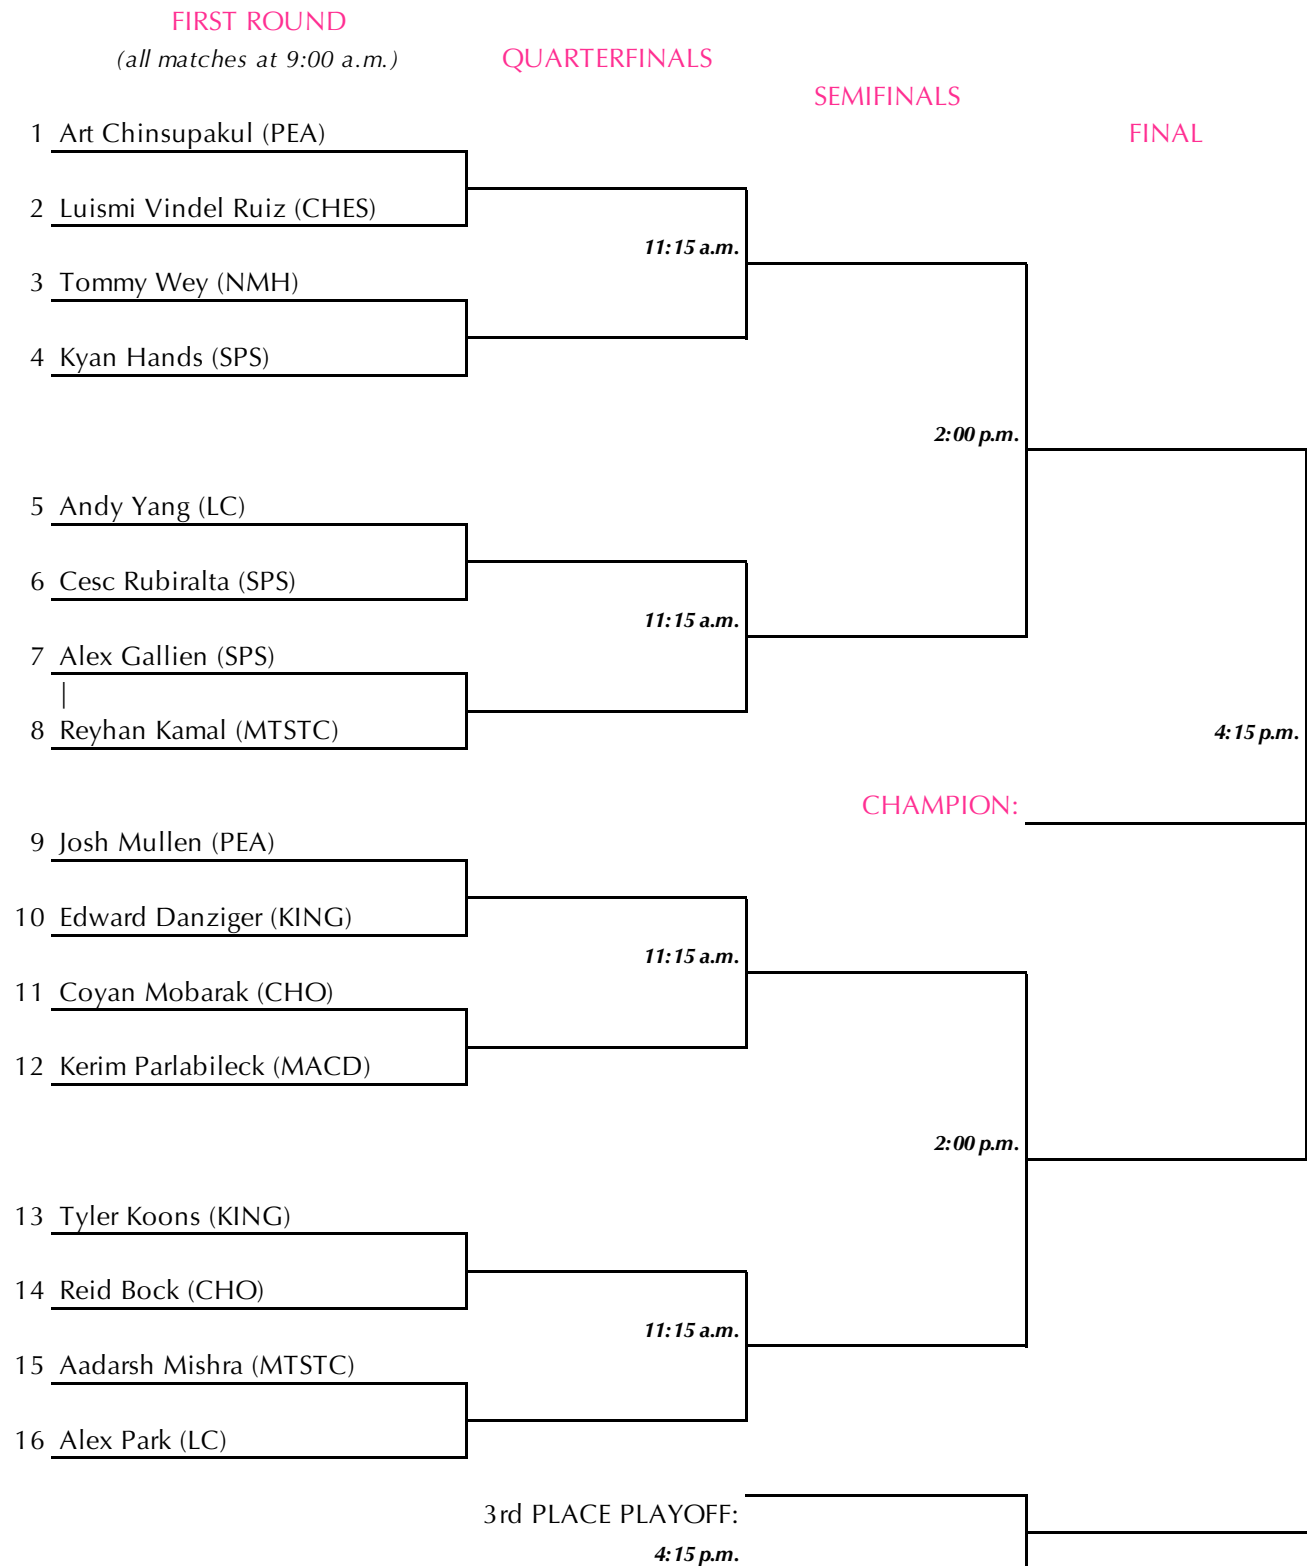 FIRST ROUND
(all matches at 9:00 a.m.)
QUARTERFINALS
SEMIFINALS
FINAL
1 Art Chinsupakul (PEA)
2 Luismi Vindel Ruiz (CHES)
11:15 a.m.
3 Tommy Wey (NMH)
4 Kyan Hands (SPS)
2:00 p.m.
5 Andy Yang (LC)
6 Cesc Rubiralta (SPS)
11:15 a.m.
7 Alex Gallien (SPS)
|
8 Reyhan Kamal (MTSTC)
4:15 p.m.
CHAMPION:
9 Josh Mullen (PEA)
10 Edward Danziger (KING)
11:15 a.m.
11 Coyan Mobarak (CHO)
12 Kerim Parlabileck (MACD)
2:00 p.m.
13 Tyler Koons (KING)
14 Reid Bock (CHO)
11:15 a.m.
15 Aadarsh Mishra (MTSTC)
16 Alex Park (LC)
3rd PLACE PLAYOFF:
4:15 p.m.